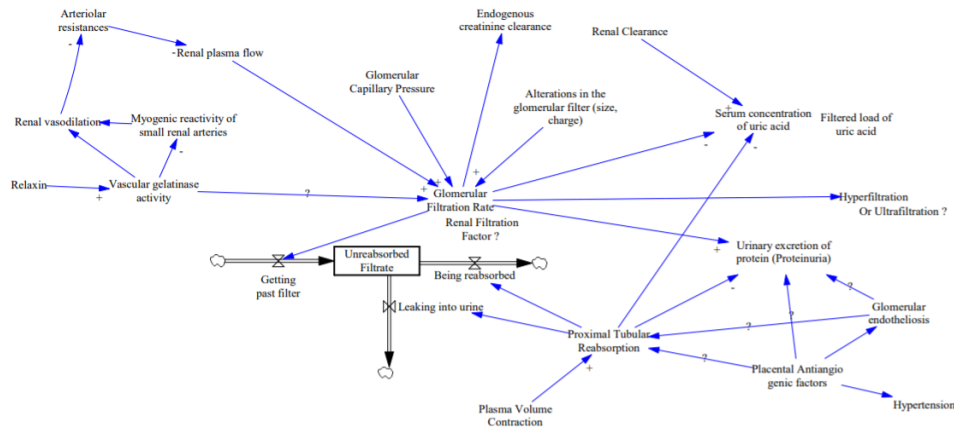 Arteriolar
resistances
-
-
Renal plasma flow
Endogenous
creatinine clearance
Renal Clearance
Glomerular
Capillary Pressure
Alterations in the
glomerular filter (size,
charge)
+
Serum concentration
of uric acid
-
-
Filtered load of
uric acid
Renal vasodilation
Myogenic reactivity of
small renal arteries
-
Relaxin
+
Vascular gelatinase
activity
?
+
+
+
Glomerular
Filtration Rate
Renal Filtration
Factor ?
Hyperfiltration
Or Ultrafiltration ?
+
Urinary excretion of
protein (Proteinuria)
-
?
Unreabsorbed
Filtrate
Getting
past filter
Being reabsorbed
Leaking into urine
Glomerular
endotheliosis
?
Proximal Tubular
Reabsorption
+
?
Placental Antiangio
genic factors
Plasma Volume
Contraction
Hypertension